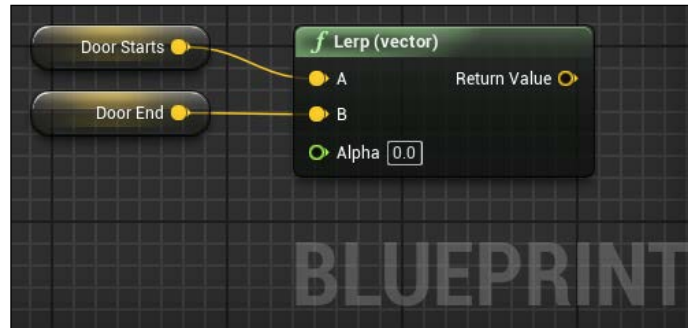 Door Starts
f Lerp (vector)
A
Return Value
Door End
B
Alpha 0.0
BLUEPRINT